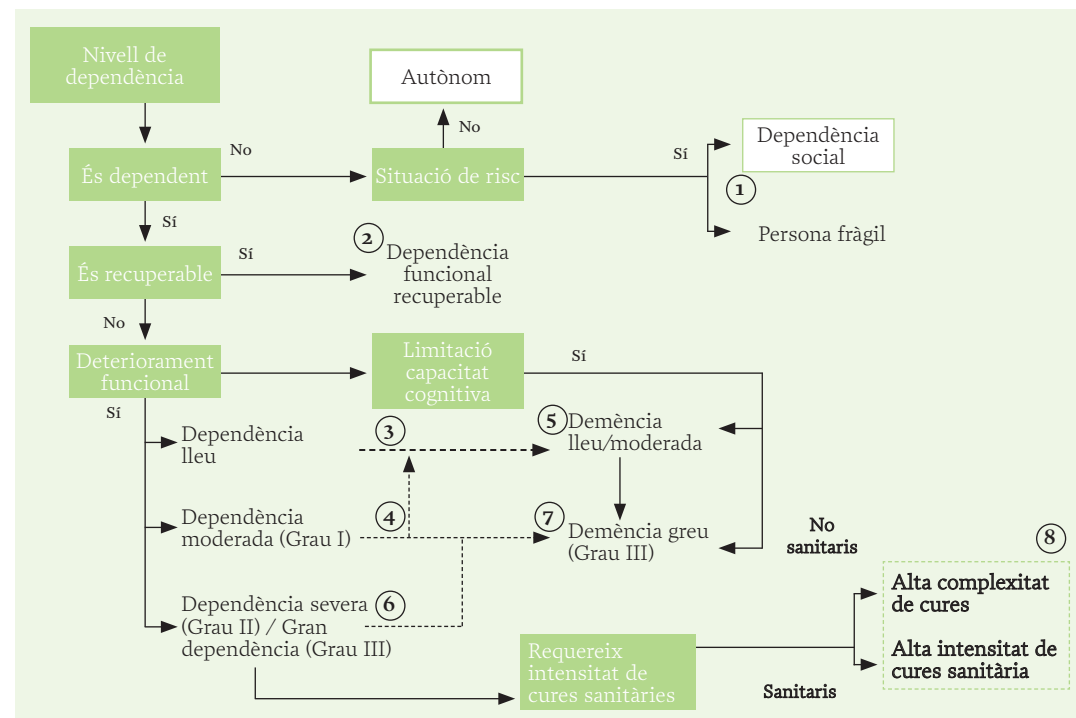 Nivell de
dependència
Autònom
No
No
És dependent
Situació de risc
Sí
Dependència
social
1
Sí
Persona fràgil
2
Dependència
funcional
recuperable
És recuperable
Sí
No
Deteriorament
funcional
Limitació
capacitat
cognitiva
Sí
Sí
Dependència
lleu
3
5
Demència
lleu/moderada
Dependència
moderada (Grau I)
4
7
Demència greu
(Grau III)
No
sanitaris
8
Alta complexitat
de cures
Dependència severa
(Grau II) / Gran
dependència (Grau III)
6
Requereix
intensitat de
cures sanitàries
Alta intensitat de
cures sanitària
Sanitaris